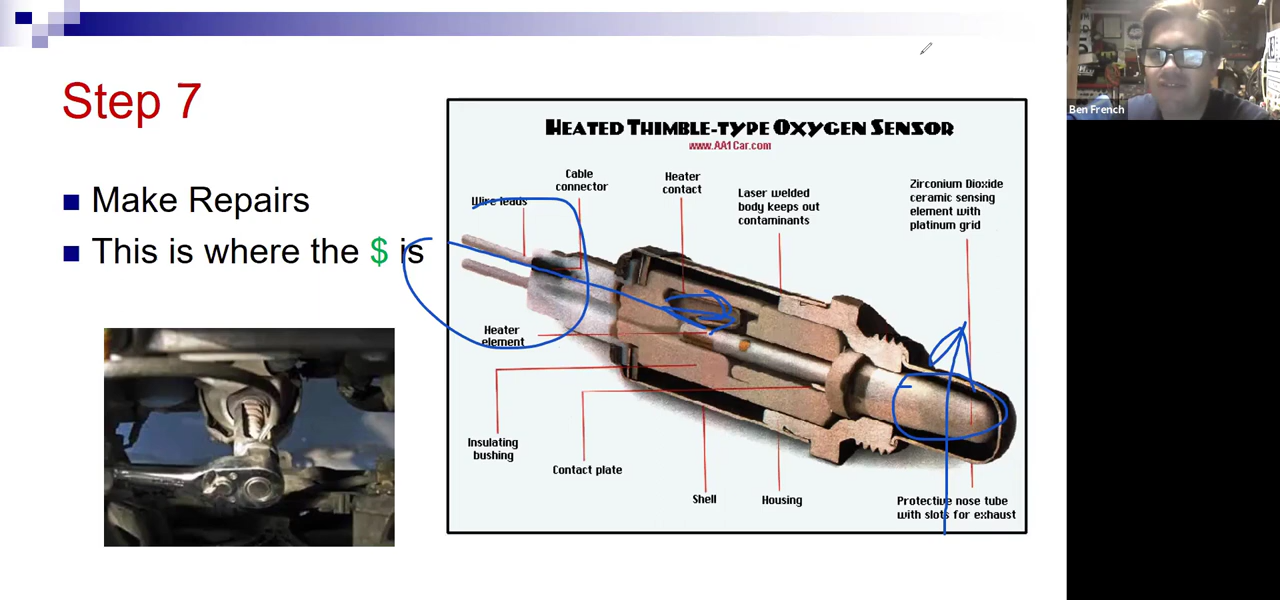 Step 7
Make Repairs
This is where the $ is
HEATED THIMBLE-TYPE OXYGEN SENSOR
www.AA1Car.com
Wire leads
Cable
connector
Heater
contact
Laser welded
body keeps out
contaminants
Zirconium Dioxide
ceramic sensing
element with
platinum grid
Heater
element
Insulating
bushing
Contact plate
Shell
Housing
Protective nose tube
with slots for exhaust
Ben French